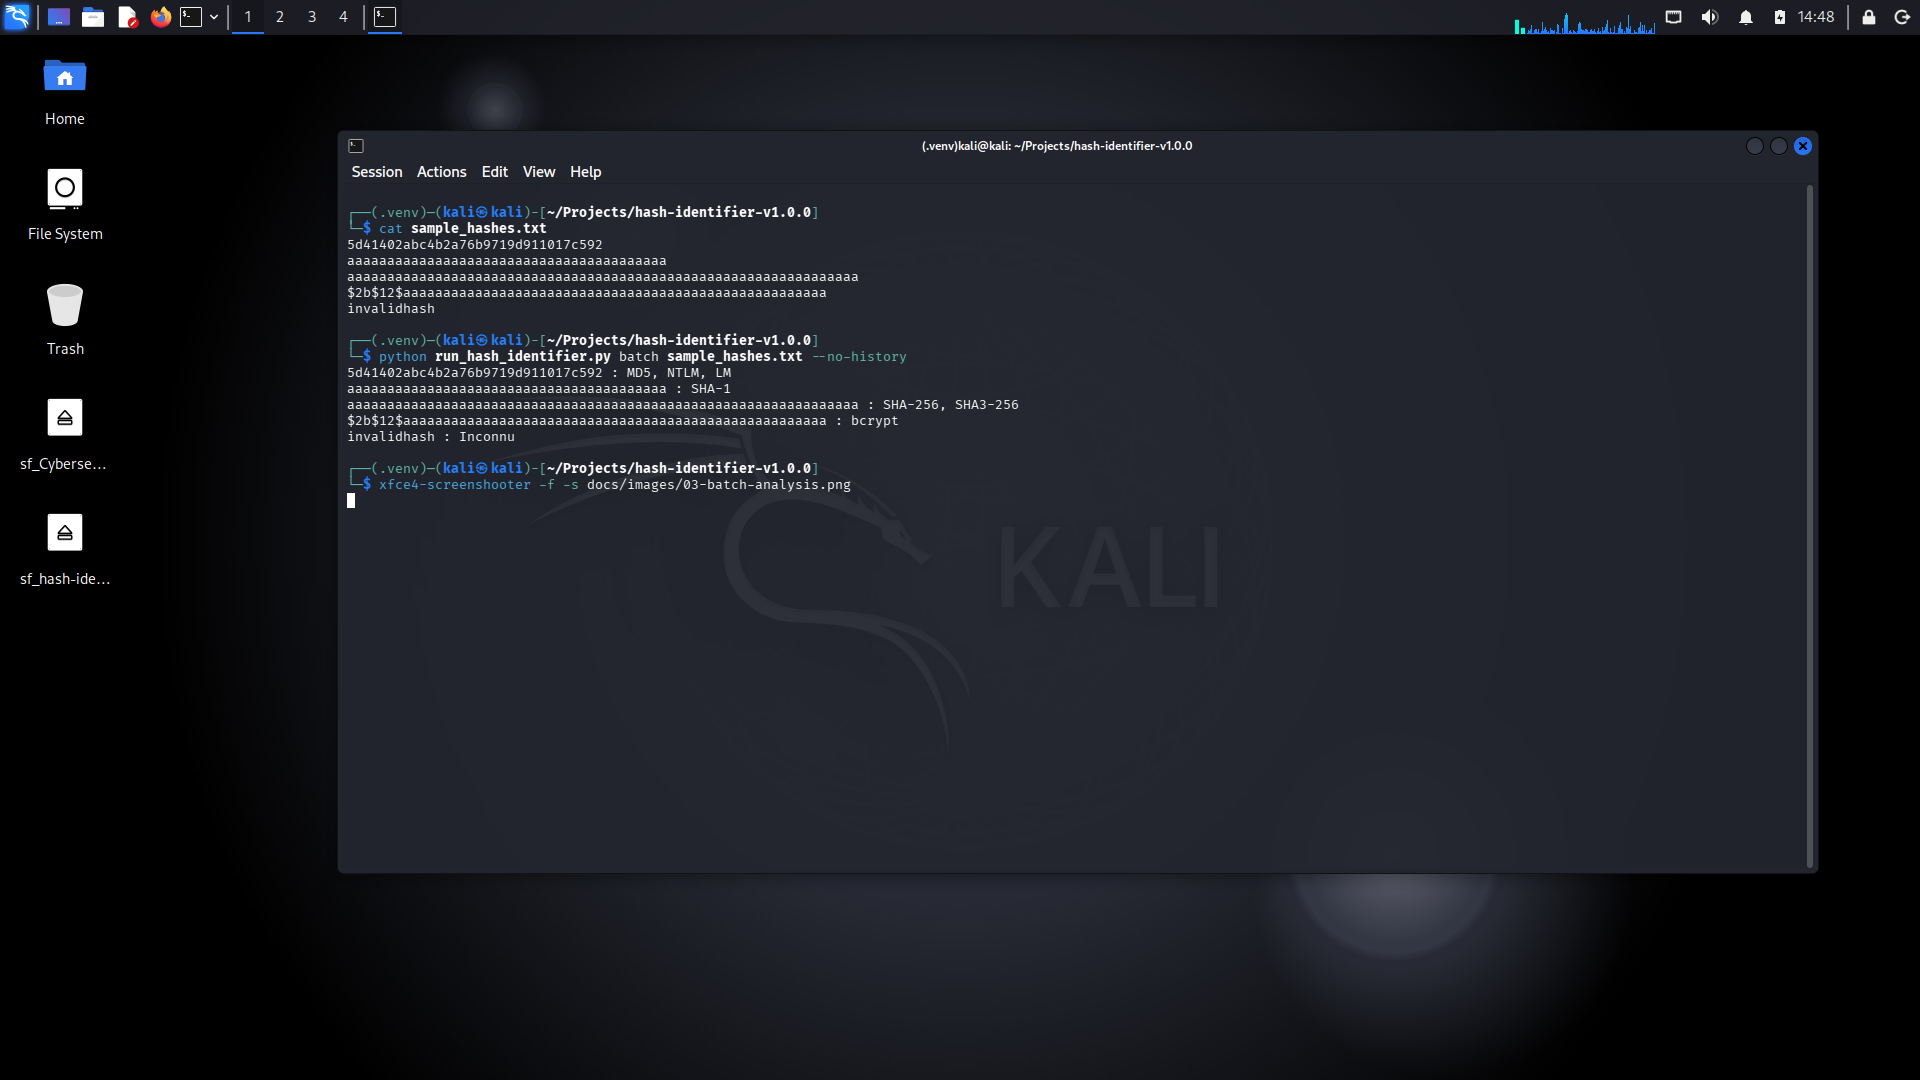 1 2 3 4 14:48
Home
File System
Trash
sf_Cyberse...
sf_hash-ide...
(.venv)kali@kali: ~/Projects/hash-identifier-v1.0.0
Session Actions Edit View Help
┌──(.venv)─(kali㉿kali)-[~/Projects/hash-identifier-v1.0.0]
└─$ cat sample_hashes.txt
5d41402abc4b2a76b9719d911017c592
aaaaaaaaaaaaaaaaaaaaaaaaaaaaaaaaaaaaaaaa
aaaaaaaaaaaaaaaaaaaaaaaaaaaaaaaaaaaaaaaaaaaaaaaaaaaaaaaaaaaaaaaa
$2b$12$aaaaaaaaaaaaaaaaaaaaaaaaaaaaaaaaaaaaaaaaaaaaaaaaaaaaa
invalidhash
┌──(.venv)─(kali㉿kali)-[~/Projects/hash-identifier-v1.0.0]
└─$ python run_hash_identifier.py batch sample_hashes.txt --no-history
5d41402abc4b2a76b9719d911017c592 : MD5, NTLM, LM
aaaaaaaaaaaaaaaaaaaaaaaaaaaaaaaaaaaaaaaa : SHA-1
aaaaaaaaaaaaaaaaaaaaaaaaaaaaaaaaaaaaaaaaaaaaaaaaaaaaaaaaaaaaaaaa : SHA-256, SHA3-256
$2b$12$aaaaaaaaaaaaaaaaaaaaaaaaaaaaaaaaaaaaaaaaaaaaaaaaaaaaa : bcrypt
invalidhash : Inconnu
┌──(.venv)─(kali㉿kali)-[~/Projects/hash-identifier-v1.0.0]
└─$ xfce4-screenshooter -f -s docs/images/03-batch-analysis.png
KALI